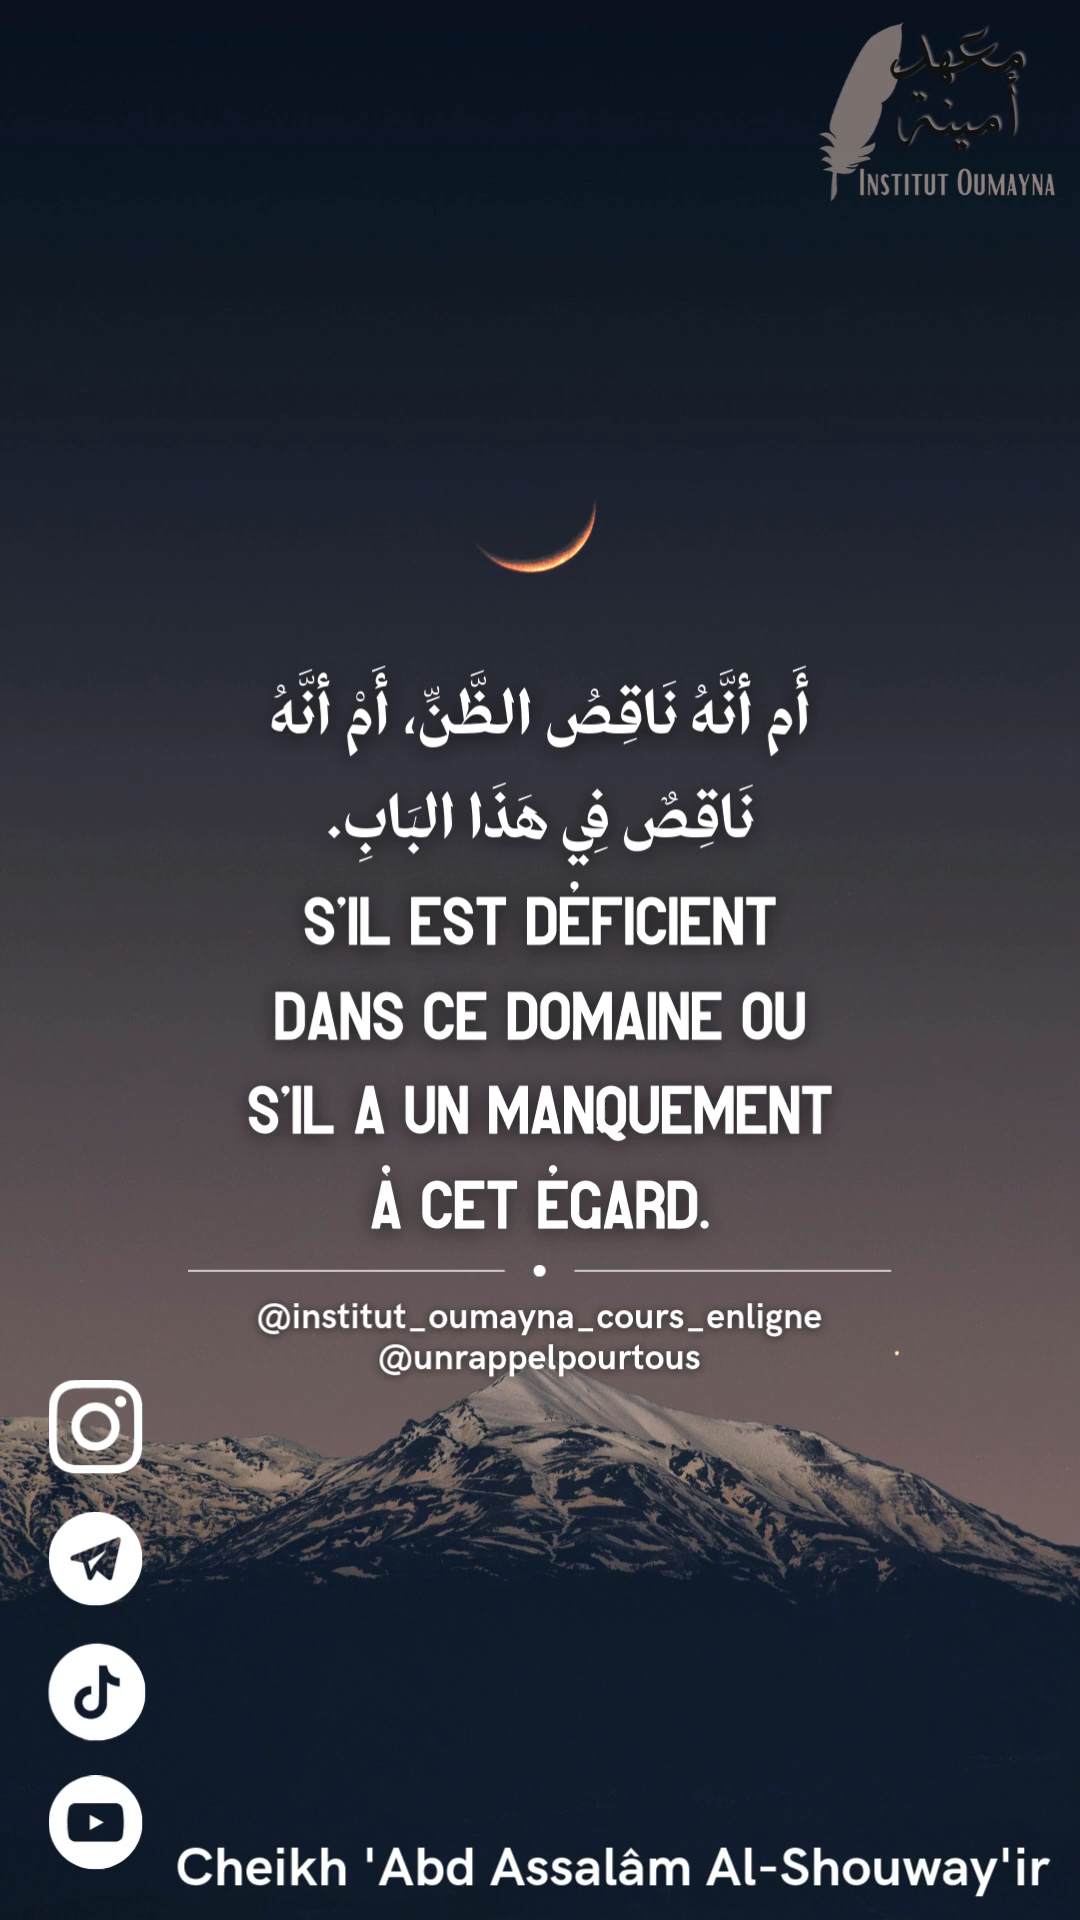 معهد
أمينة
INSTITUT OUMAYNA
أَم أنَّهُ نَاقِصُ الظَّنِّ، أَمْ أنَّهُ
نَاقِصٌ فِي هَذَا البَابِ.
S'IL EST DÉFICIENT
DANS CE DOMAINE OU
S'IL A UN MANQUEMENT
À CET ÉGARD.
@institut_oumayna_cours_enligne
@unrappelpourtous
Cheikh 'Abd Assalâm Al-Shouway'ir